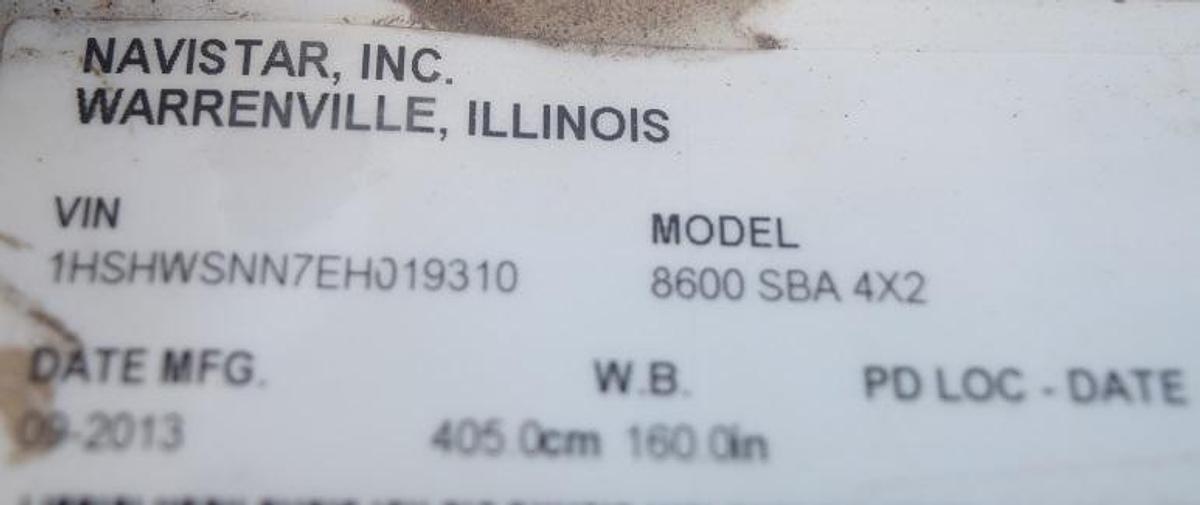 NAVISTAR, INC.
WARRENVILLE, ILLINOIS
VIN MODEL
1HSHWSNN7EH019310 8600 SBA 4X2
DATE MFG. W.B. PD LOC - DATE
09-2013 405.0cm 160.0in